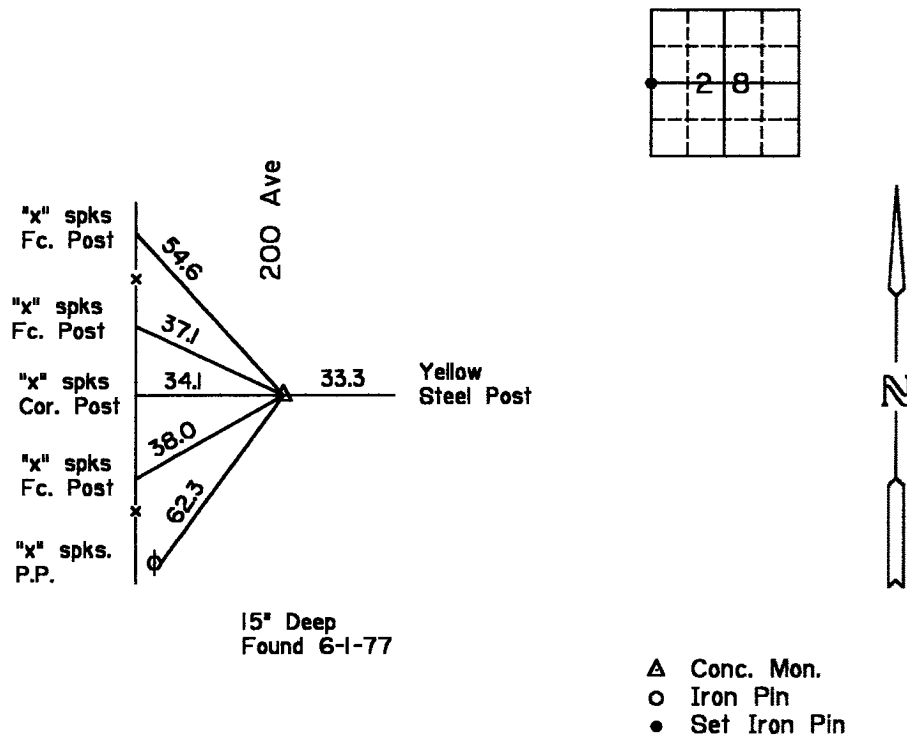 28
200 Ave
"x" spks
Fc. Post
54.6
"x" spks
Fc. Post
37.1
"x" spks
Cor. Post
34.1
33.3
Yellow
Steel Post
"x" spks
Fc. Post
38.0
"x" spks.
P.P.
62.3
15" Deep
Found 6-1-77
N
Conc. Mon.
Iron Pin
Set Iron Pin